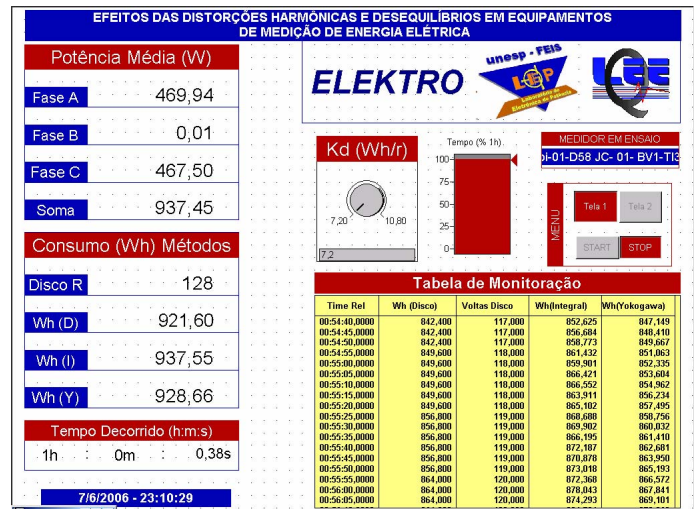 EFEITOS DAS DISTORÇÕES HARMÔNICAS E DESEQUILÍBRIOS EM EQUIPAMENTOS
DE MEDIÇÃO DE ENERGIA ELÉTRICA
Potência Média (W)
Fase A 469,94
Fase B 0,01
Fase C 467,50
Soma 937,45
Consumo (Wh) Métodos
Disco R 128
Wh (D) 921,60
Wh (I) 937,55
Wh (Y) 928,66
Tempo Decorrido (h:m:s)
1h : 0m : 0,38s
7/6/2006 - 23:10:29
ELEKTRO
unesp - FEIS
LEP
Laboratório de
Eletrônica de Potência
LEE
Q
Kd (Wh/r)
7,20 10,80
7,2
Tempo (% 1h)
100-
75-
50-
25-
0-
MEDIDOR EM ENSAIO
oi-01-D58 JC- 01- BV1-TI3
MENU
Tela 1 Tela 2
START STOP
Tabela de Monitoração
Time Rel Wh (Disco) Voltas Disco Wh(Integral) Wh(Yokogawa)
00:54:40,0000 842,400 117,000 852,625 847,149
00:54:45,0000 842,400 117,000 856,684 848,410
00:54:50,0000 842,400 117,000 858,773 849,667
00:54:55,0000 849,600 118,000 861,432 851,063
00:55:00,0000 849,600 118,000 859,901 852,335
00:55:05,0000 849,600 118,000 866,421 853,604
00:55:10,0000 849,600 118,000 866,552 854,962
00:55:15,0000 849,600 118,000 863,911 856,234
00:55:20,0000 849,600 118,000 865,102 857,495
00:55:25,0000 856,800 119,000 868,688 858,756
00:55:30,0000 856,800 119,000 869,902 860,032
00:55:35,0000 856,800 119,000 866,195 861,410
00:55:40,0000 856,800 119,000 872,187 862,681
00:55:45,0000 856,800 119,000 870,878 863,950
00:55:50,0000 856,800 119,000 873,018 865,193
00:55:55,0000 864,000 120,000 872,368 866,572
00:56:00,0000 864,000 120,000 878,043 867,841
00:56:05,0000 864,000 120,000 874,293 869,101